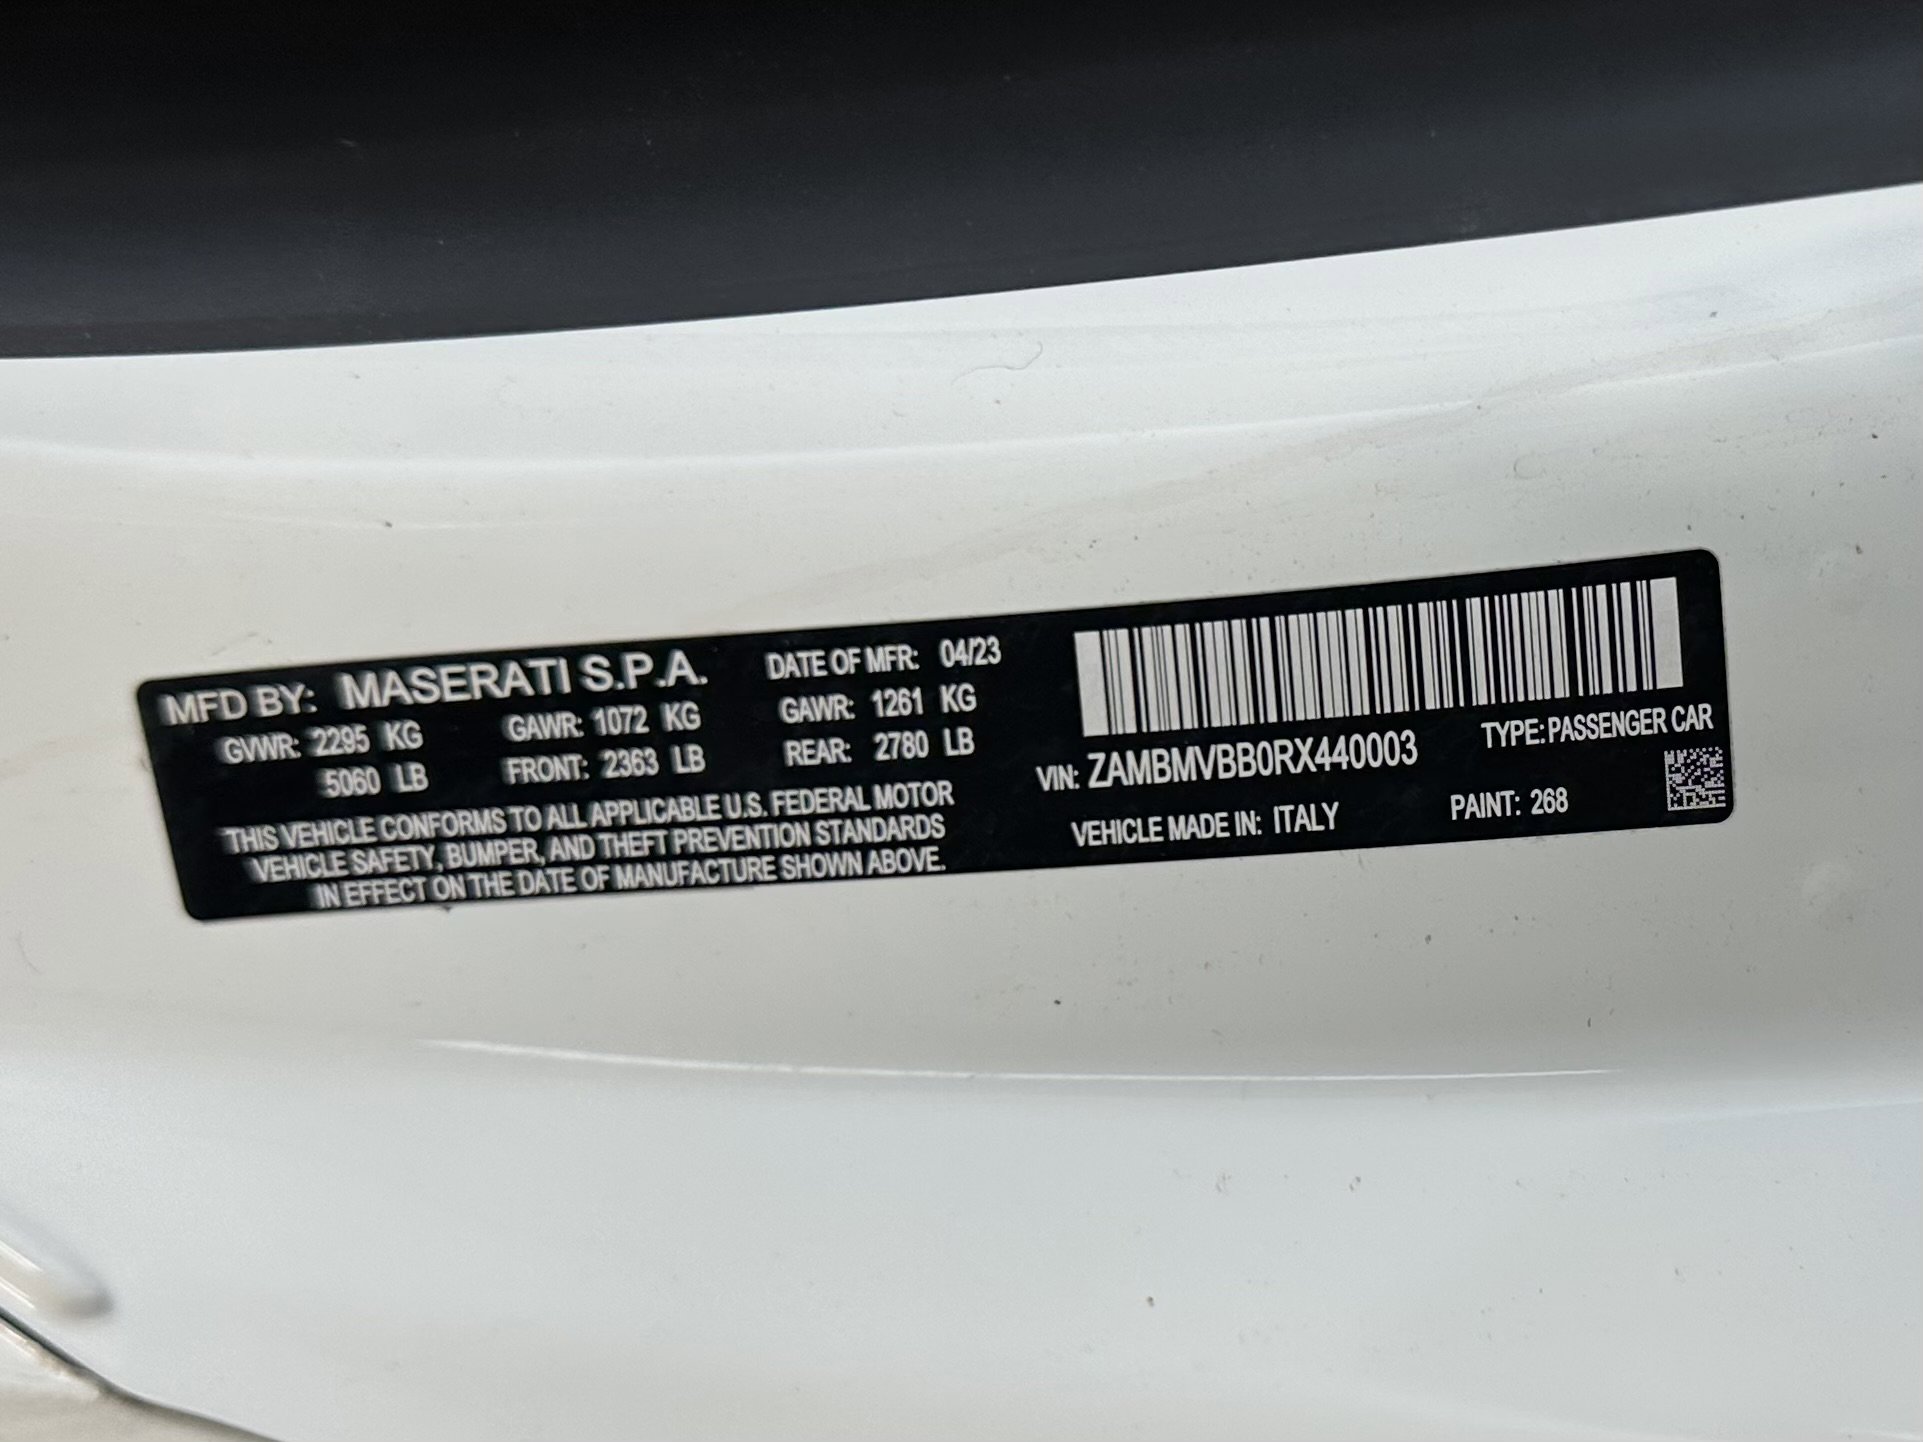 MFD BY: MASERATI S.P.A. DATE OF MFR: 04/23
GVWR: 2295 KG GAWR: 1072 KG GAWR: 1261 KG
5060 LB FRONT: 2363 LB REAR: 2780 LB
THIS VEHICLE CONFORMS TO ALL APPLICABLE U.S. FEDERAL MOTOR
VEHICLE SAFETY, BUMPER, AND THEFT PREVENTION STANDARDS
IN EFFECT ON THE DATE OF MANUFACTURE SHOWN ABOVE.
VIN: ZAMBMVBB0RX440003 TYPE: PASSENGER CAR
VEHICLE MADE IN: ITALY PAINT: 268